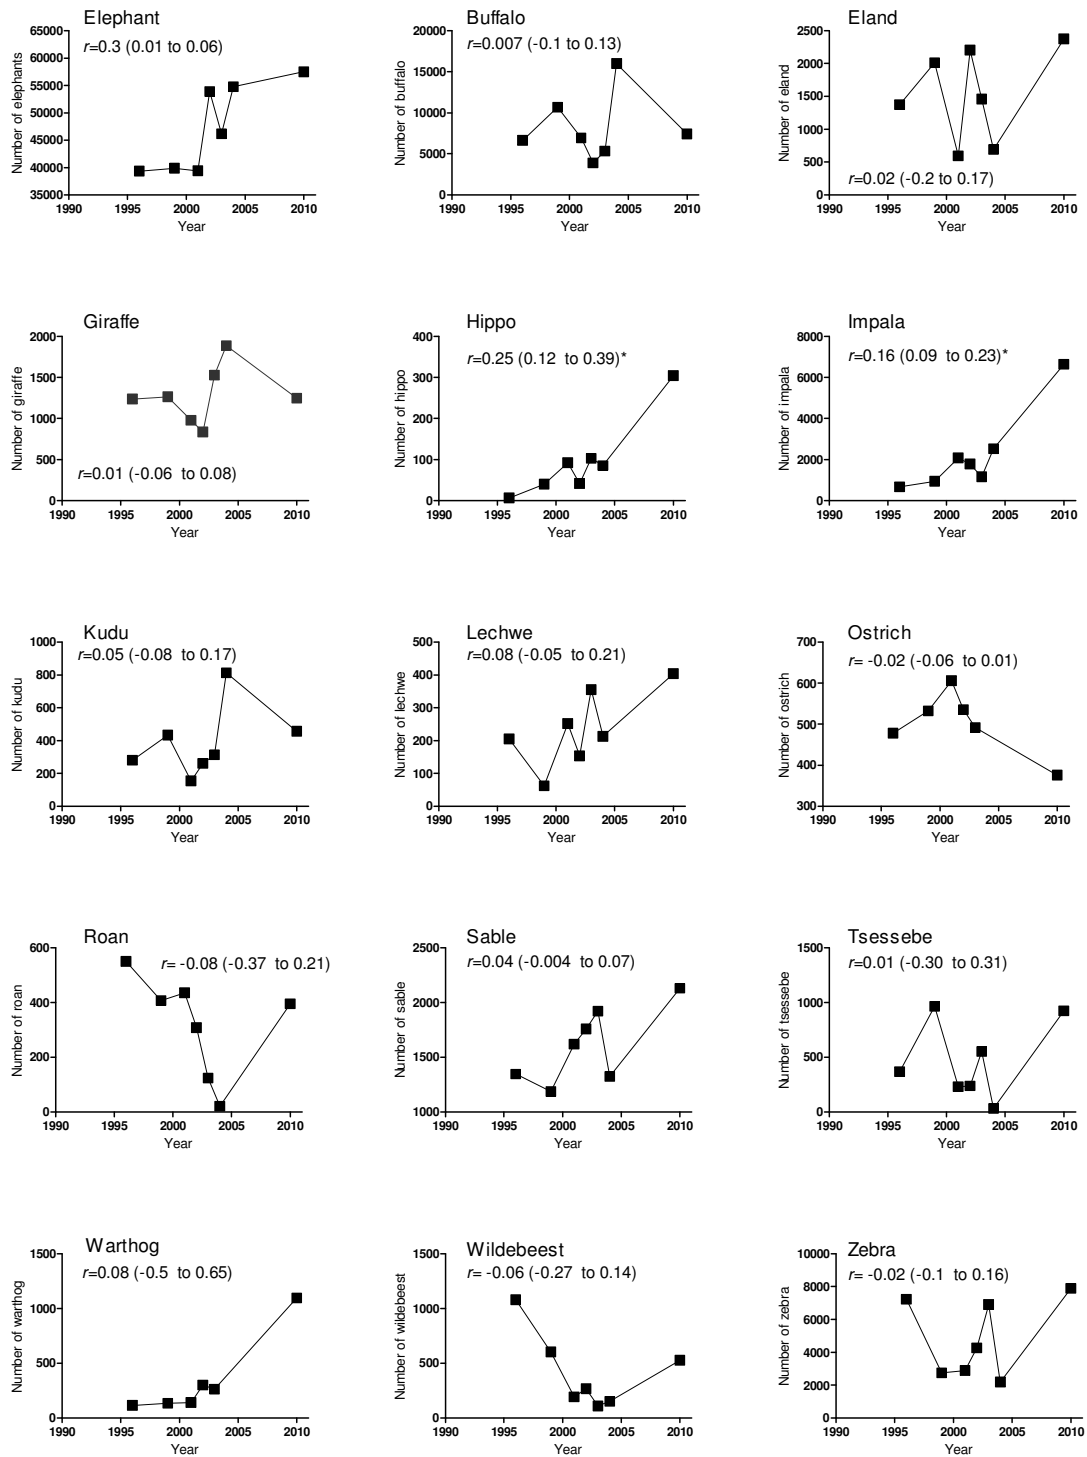 Elephant
r=0.3 (0.01 to 0.06)
Number of elephants
65000
60000
55000
50000
45000
40000
35000
1990 1995 2000 2005 2010
Year
Buffalo
r=0.007 (-0.1 to 0.13)
Number of buffalo
20000
15000
10000
5000
0
1990 1995 2000 2005 2010
Year
Eland
Number of eland
2500
2000
1500
1000
500
0
r=0.02 (-0.2 to 0.17)
1990 1995 2000 2005 2010
Year
Giraffe
Number of giraffe
2000
1500
1000
500
0
r=0.01 (-0.06 to 0.08)
1990 1995 2000 2005 2010
Year
Hippo
r=0.25 (0.12 to 0.39)*
Number of hippo
400
300
200
100
0
1990 1995 2000 2005 2010
Year
Impala
r=0.16 (0.09 to 0.23)*
Number of impala
8000
6000
4000
2000
0
1990 1995 2000 2005 2010
Year
Kudu
r=0.05 (-0.08 to 0.17)
Number of kudu
1000
800
600
400
200
0
1990 1995 2000 2005 2010
Year
Lechwe
r=0.08 (-0.05 to 0.21)
Number of lechwe
500
400
300
200
100
0
1990 1995 2000 2005 2010
Year
Ostrich
r= -0.02 (-0.06 to 0.01)
Number of ostrich
700
600
500
400
300
1990 1995 2000 2005 2010
Year
Roan
r= -0.08 (-0.37 to 0.21)
Number of roan
600
400
200
0
1990 1995 2000 2005 2010
Year
Sable
r=0.04 (-0.004 to 0.07)
Number of sable
2500
2000
1500
1000
1990 1995 2000 2005 2010
Year
Tsessebe
r=0.01 (-0.30 to 0.31)
Number of tsessebe
1500
1000
500
0
1990 1995 2000 2005 2010
Year
Warthog
r=0.08 (-0.5 to 0.65)
Number of warthog
1500
1000
500
0
1990 1995 2000 2005 2010
Year
Wildebeest
r= -0.06 (-0.27 to 0.14)
Number of wildebeest
1500
1000
500
0
1990 1995 2000 2005 2010
Year
Zebra
r= -0.02 (-0.1 to 0.16)
Number of zebra
10000
8000
6000
4000
2000
0
1990 1995 2000 2005 2010
Year